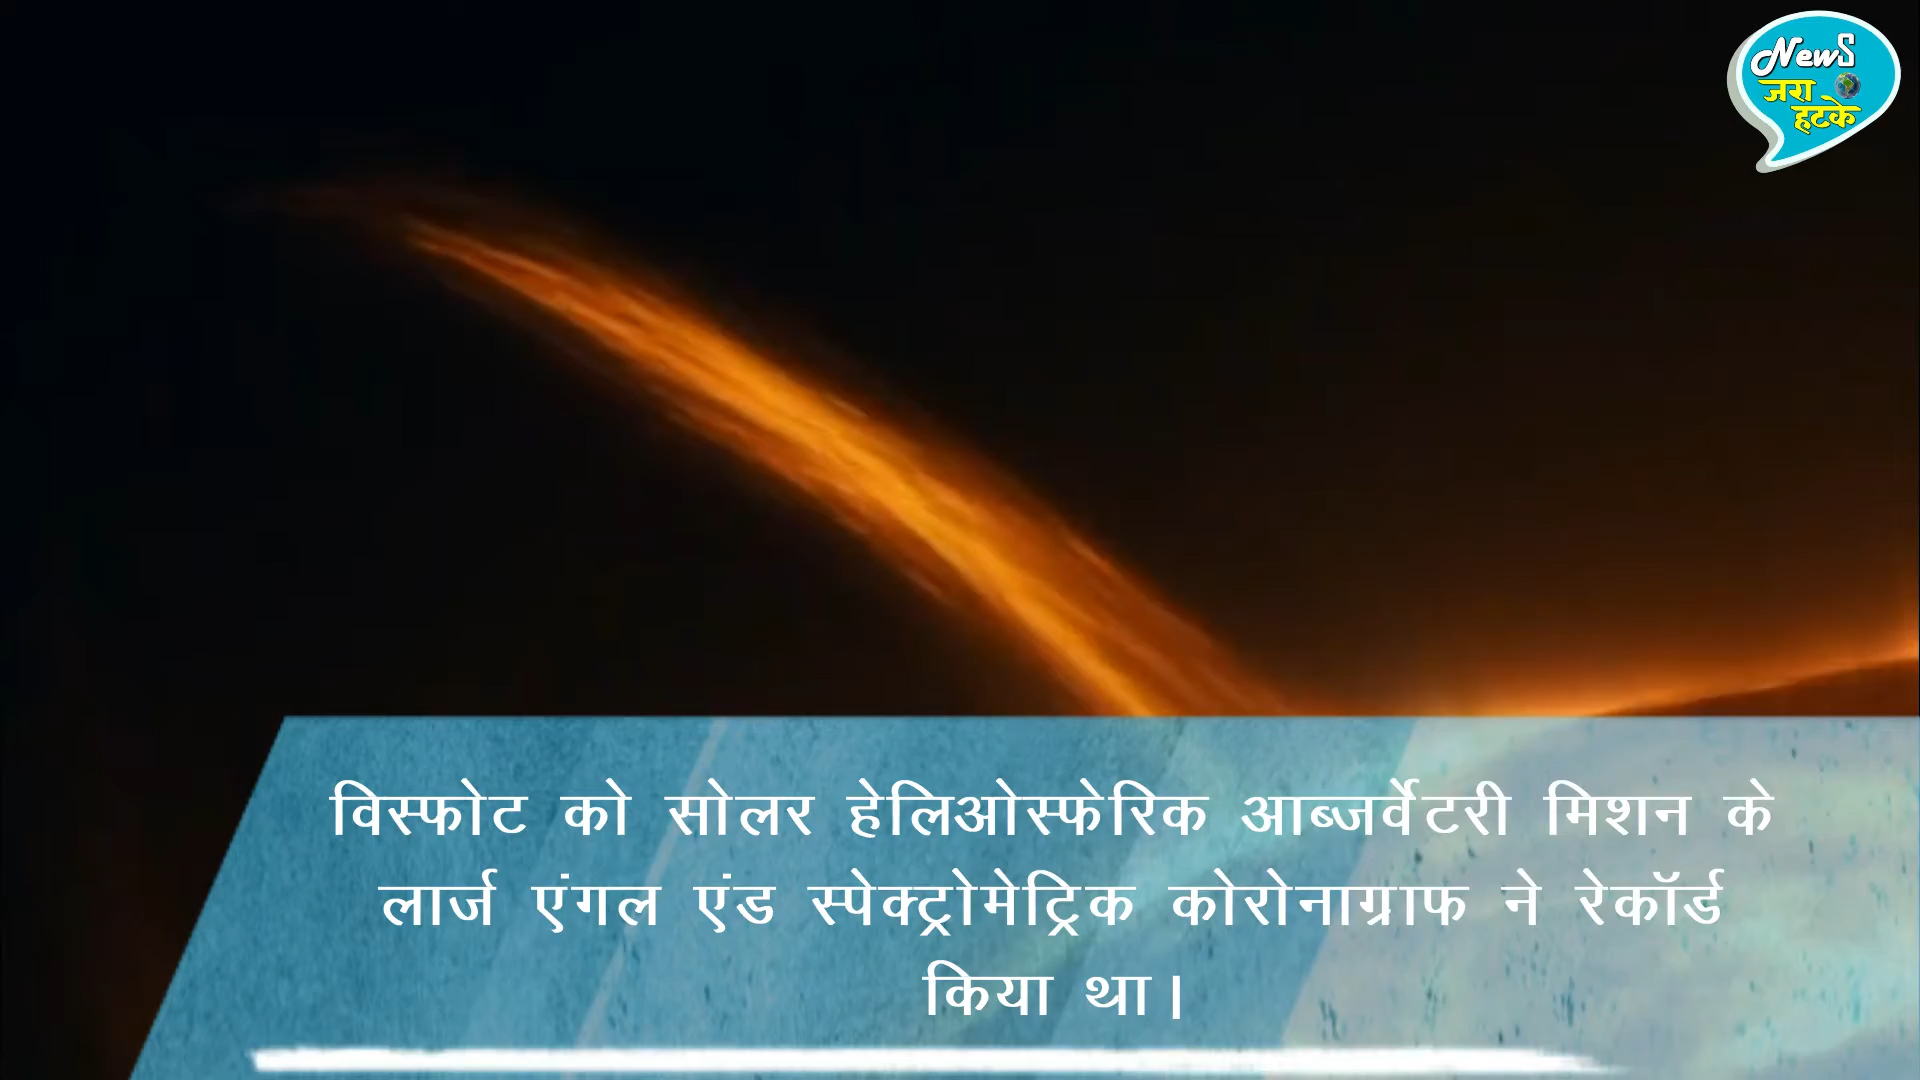 NewS
जरा
हटके
विस्फोट को सोलर हेलिओस्फेरिक आब्जर्वेटरी मिशन के
लार्ज एंगल एंड स्पेक्ट्रोमेट्रिक कोरोनाग्राफ ने रेकॉर्ड
किया था।